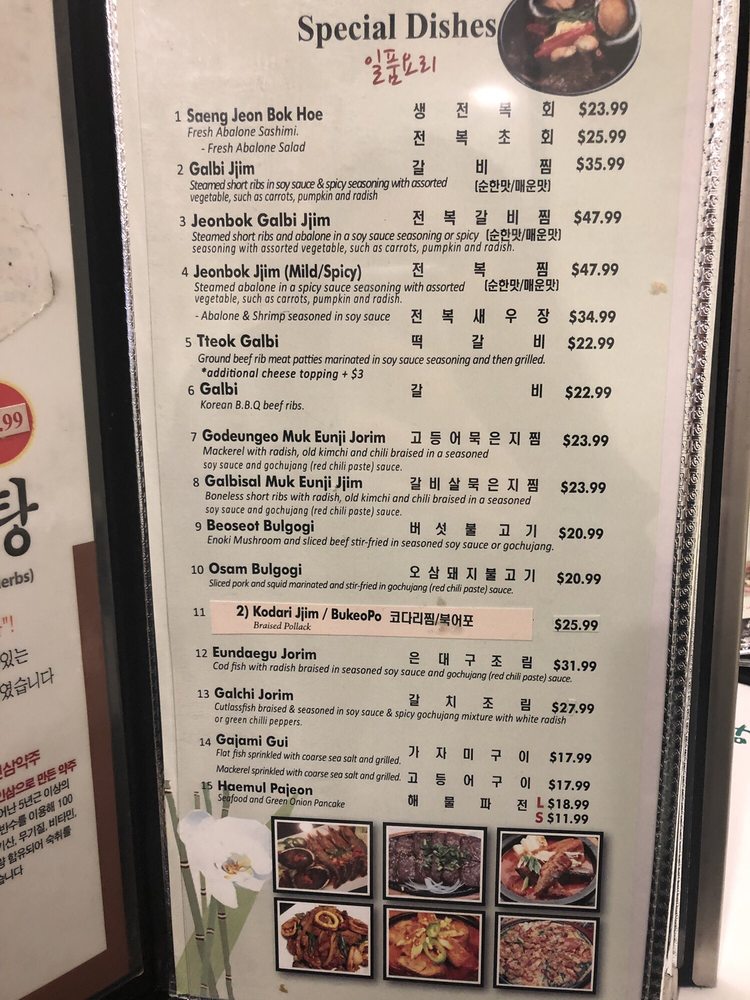 Special Dishes
일품요리
1 Saeng Jeon Bok Hoe 생 전 복 회 $23.99
Fresh Abalone Sashimi.
- Fresh Abalone Salad 전 복 초 회 $25.99
2 Galbi Jjim 갈 비 찜 $35.99
Steamed short ribs in soy sauce & spicy seasoning with assorted (순한맛/매운맛)
vegetable, such as carrots, pumpkin and radish
3 Jeonbok Galbi Jjim 전 복 갈 비 찜 $47.99
Steamed short ribs and abalone in a soy sauce seasoning or spicy (순한맛/매운맛)
seasoning with assorted vegetable, such as carrots, pumpkin and radish.
4 Jeonbok Jjim (Mild/Spicy) 전 복 찜 $47.99
Steamed abalone in a spicy sauce seasoning with assorted (순한맛/매운맛)
vegetable, such as carrots, pumpkin and radish.
- Abalone & Shrimp seasoned in soy sauce 전 복 새 우 장 $34.99
5 Tteok Galbi 떡 갈 비 $22.99
Ground beef rib meat patties marinated in soy sauce seasoning and then grilled.
*additional cheese topping + $3
6 Galbi 갈 비 $22.99
Korean B.B.Q beef ribs.
7 Godeungeo Muk Eunji Jorim 고 등 어 묵 은 지 찜 $23.99
Mackerel with radish, old kimchi and chili braised in a seasoned
soy sauce and gochujang (red chili paste) sauce.
8 Galbisal Muk Eunji Jjim 갈 비 살 묵 은 지 찜 $23.99
Boneless short ribs with radish, old kimchi and chili braised in a seasoned
soy sauce and gochujang (red chili paste) sauce.
9 Beoseot Bulgogi 버 섯 불 고 기 $20.99
Enoki Mushroom and sliced beef stir-fried in seasoned soy sauce or gochujang.
10 Osam Bulgogi 오 삼 돼 지 불 고 기 $20.99
Sliced pork and squid marinated and stir-fried in gochujang (red chili paste) sauce.
11 2) Kodari Jjim / BukeoPo 코다리찜/북어포 $25.99
Braised Pollack
12 Eundaegu Jorim 은 대 구 조 림 $31.99
Cod fish with radish braised in seasoned soy sauce and gochujang (red chili paste) sauce.
13 Galchi Jorim 갈 치 조 림 $27.99
Cutlassfish braised & seasoned in soy sauce & spicy gochujang mixture with white radish
or green chilli peppers.
14 Gajami Gui 가 자 미 구 이 $17.99
Flat fish sprinkled with coarse sea salt and grilled.
Mackerel sprinkled with coarse sea salt and grilled. 고 등 어 구 이 $17.99
15 Haemul Pajeon 해 물 파 전 L $18.99
Seafood and Green Onion Pancake S $11.99
.99
탕
erbs)
"!
있는
였습니다
삼약주
인삼으로 만든 약주
어난 5년근 이상의
반수를 이용해 100
가신, 무기질, 비타민,
함유되어 숙취를
습니다